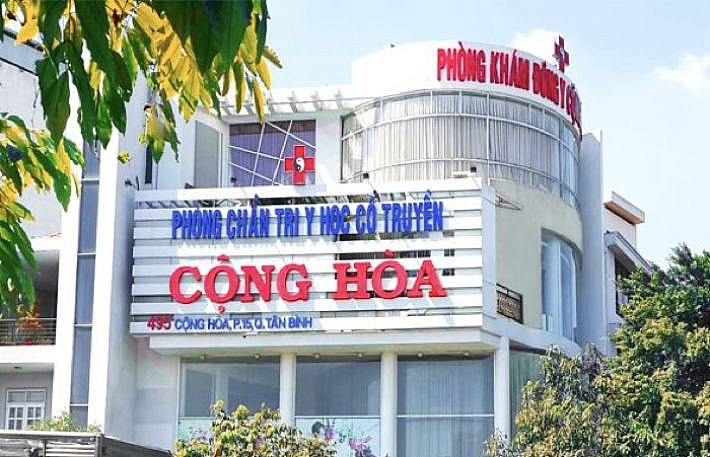 PHÒNG KHÁM ĐÔNG Y
PHÒNG CHẨN TRỊ Y HỌC CỔ TRUYỀN
CỘNG HÒA
495 CỘNG HÒA, P.15, Q. TÂN BÌNH